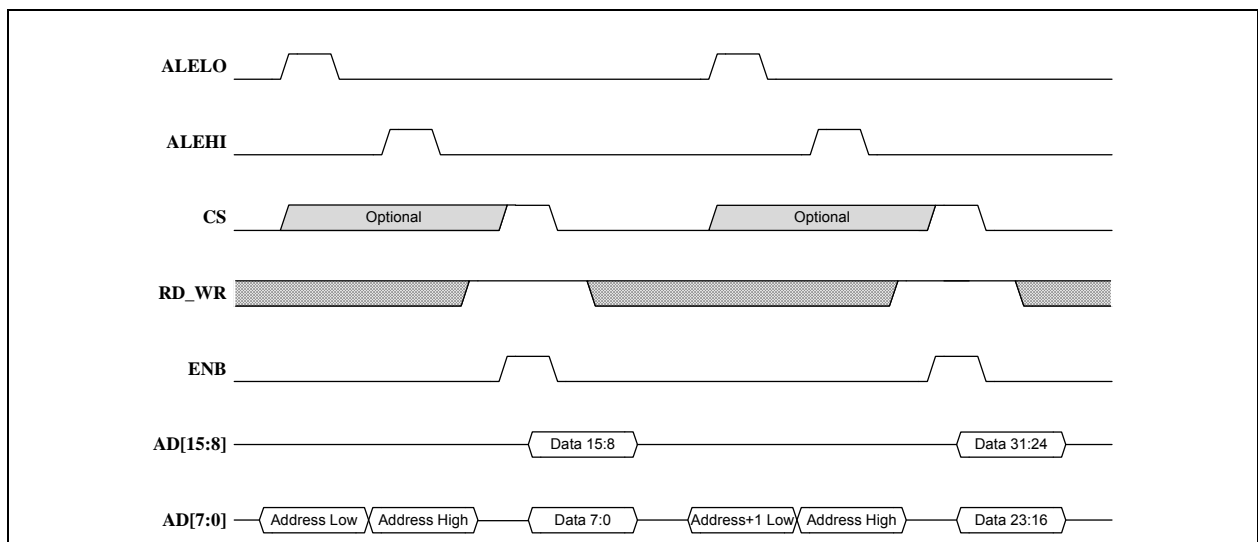 ALELO
ALEHI
CS Optional Optional
RD_WR
ENB
AD[15:8] Data 15:8 Data 31:24
AD[7:0] Address Low Address High Data 7:0 Address+1 Low Address High Data 23:16